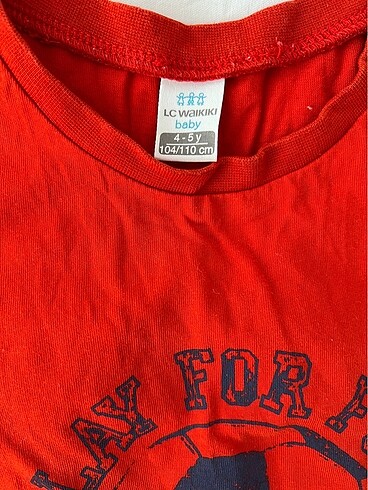 LC WAIKIKI
baby
4 - 5 y
104/110 cm
LAY FOR